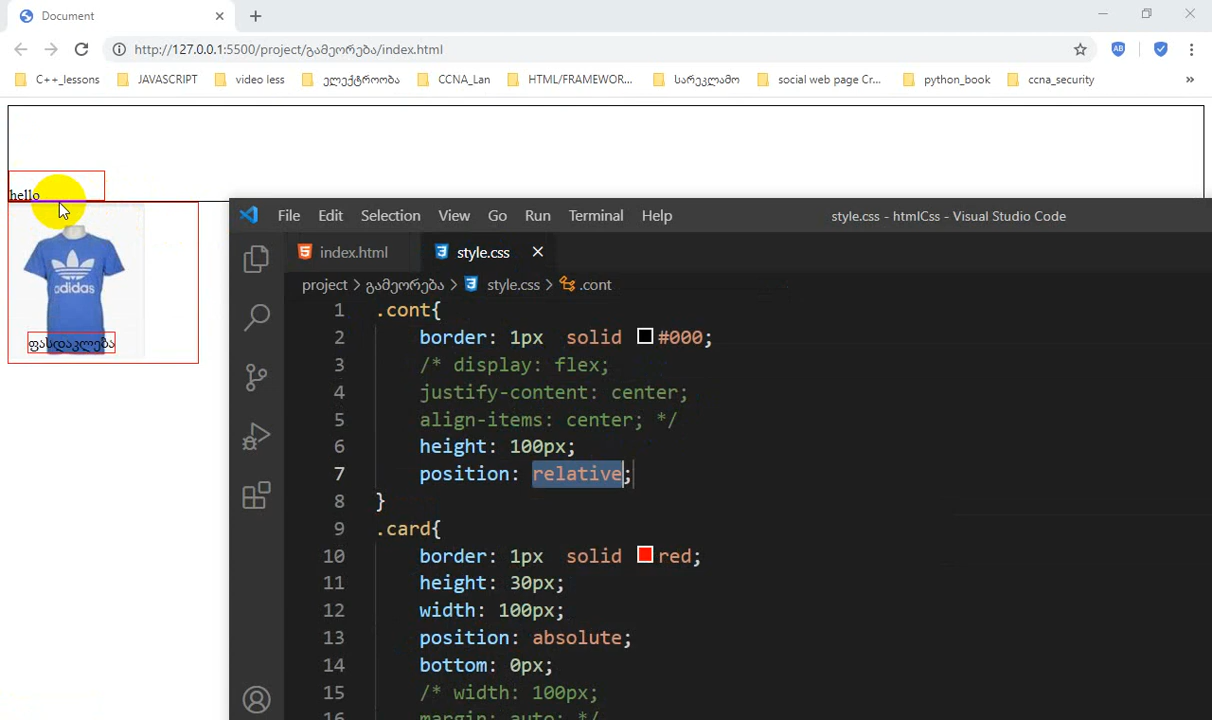 Document
http://127.0.0.1:5500/project/გამეორება/index.html
C++_lessons
JAVASCRIPT
video less
ელექტროობა
CCNA_Lan
HTML/FRAMEWOR...
სარეკლამო
social web page Cr...
python_book
ccna_security
»
hello
adidas
ფასდაკლება
File Edit Selection View Go Run Terminal Help
style.css - htmlCss - Visual Studio Code
index.html
style.css
project > გამეორება > style.css > .cont
1 .cont{
2 border: 1px solid #000;
3 /* display: flex;
4 justify-content: center;
5 align-items: center; */
6 height: 100px;
7 position: relative;
8 }
9 .card{
10 border: 1px solid red;
11 height: 30px;
12 width: 100px;
13 position: absolute;
14 bottom: 0px;
15 /* width: 100px;
16 margin: auto; */